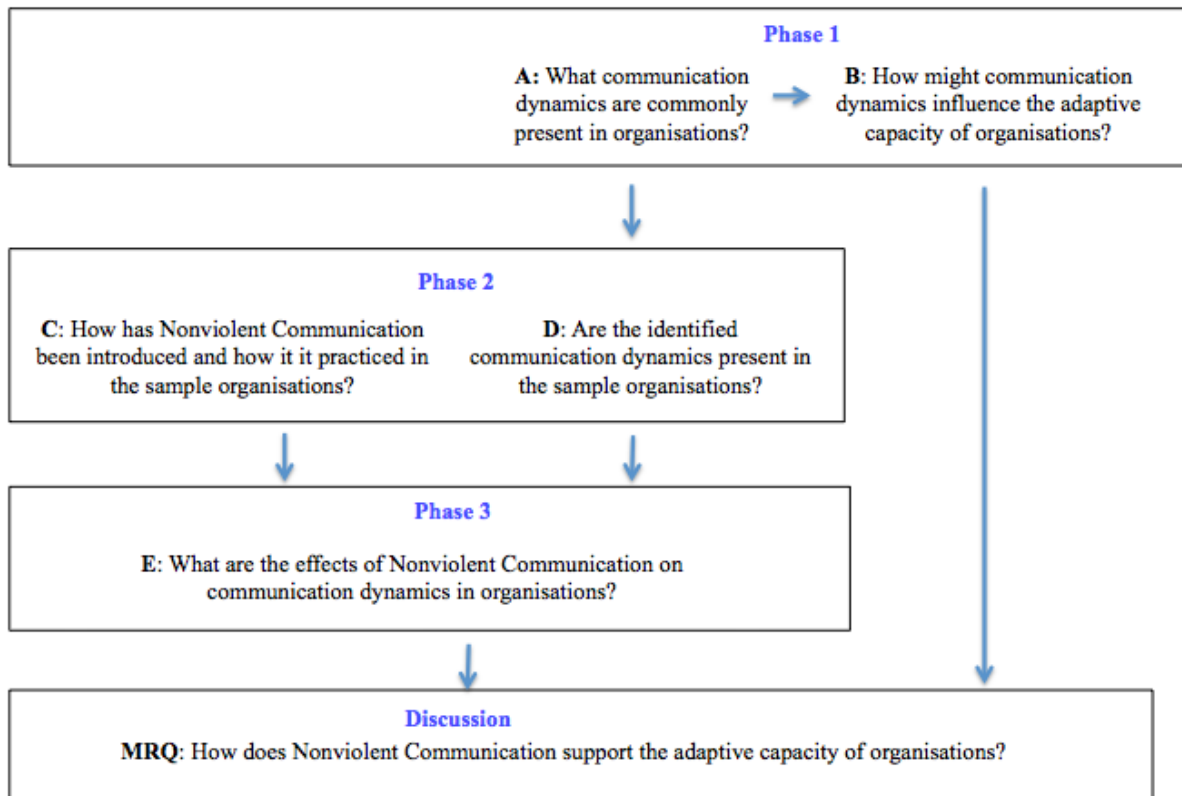 Phase 1
A: What communication
dynamics are commonly
present in organisations?
B: How might communication
dynamics influence the adaptive
capacity of organisations?
Phase 2
C: How has Nonviolent Communication
been introduced and how it it practiced in
the sample organisations?
D: Are the identified
communication dynamics present in
the sample organisations?
Phase 3
E: What are the effects of Nonviolent Communication on
communication dynamics in organisations?
Discussion
MRQ: How does Nonviolent Communication support the adaptive capacity of organisations?